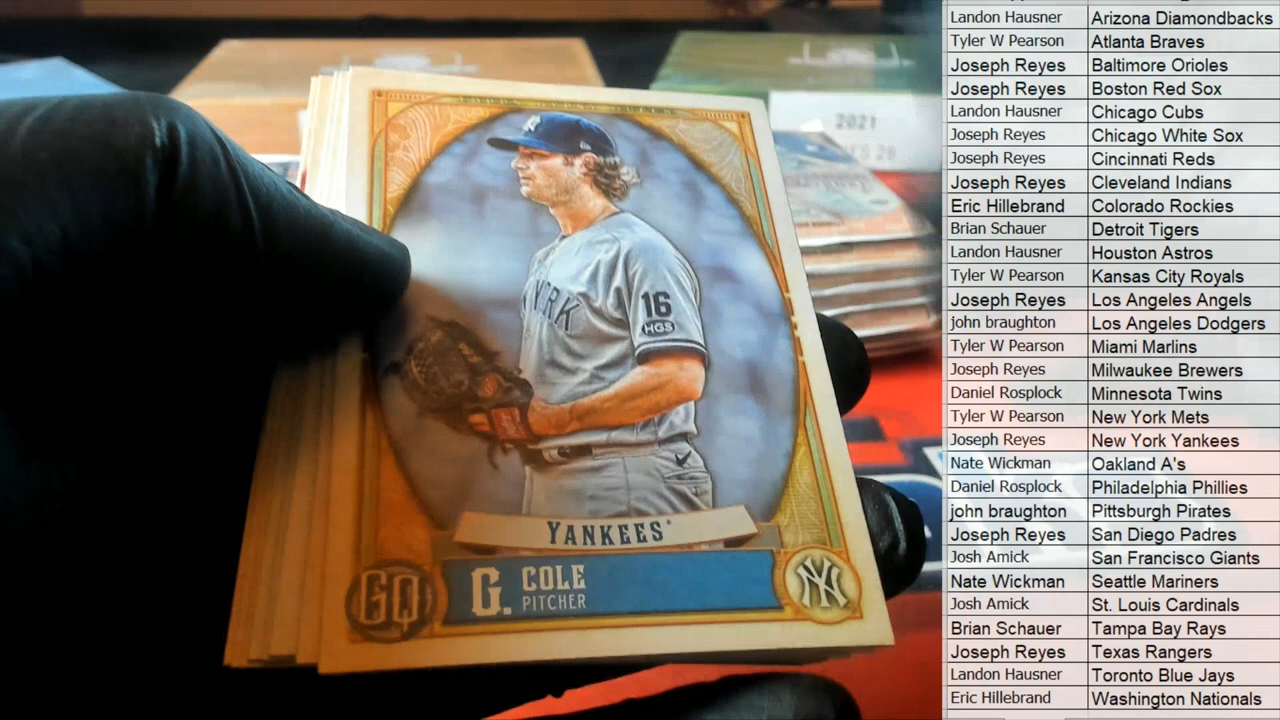 2021
YORK
16
HGS
YANKEES
G. COLE
PITCHER
GQ
NY
Landon Hausner Arizona Diamondbacks
Tyler W Pearson Atlanta Braves
Joseph Reyes Baltimore Orioles
Joseph Reyes Boston Red Sox
Landon Hausner Chicago Cubs
Joseph Reyes Chicago White Sox
Joseph Reyes Cincinnati Reds
Joseph Reyes Cleveland Indians
Eric Hillebrand Colorado Rockies
Brian Schauer Detroit Tigers
Landon Hausner Houston Astros
Tyler W Pearson Kansas City Royals
Joseph Reyes Los Angeles Angels
john braughton Los Angeles Dodgers
Tyler W Pearson Miami Marlins
Joseph Reyes Milwaukee Brewers
Daniel Rosplock Minnesota Twins
Tyler W Pearson New York Mets
Joseph Reyes New York Yankees
Nate Wickman Oakland A's
Daniel Rosplock Philadelphia Phillies
john braughton Pittsburgh Pirates
Joseph Reyes San Diego Padres
Josh Amick San Francisco Giants
Nate Wickman Seattle Mariners
Josh Amick St. Louis Cardinals
Brian Schauer Tampa Bay Rays
Joseph Reyes Texas Rangers
Landon Hausner Toronto Blue Jays
Eric Hillebrand Washington Nationals